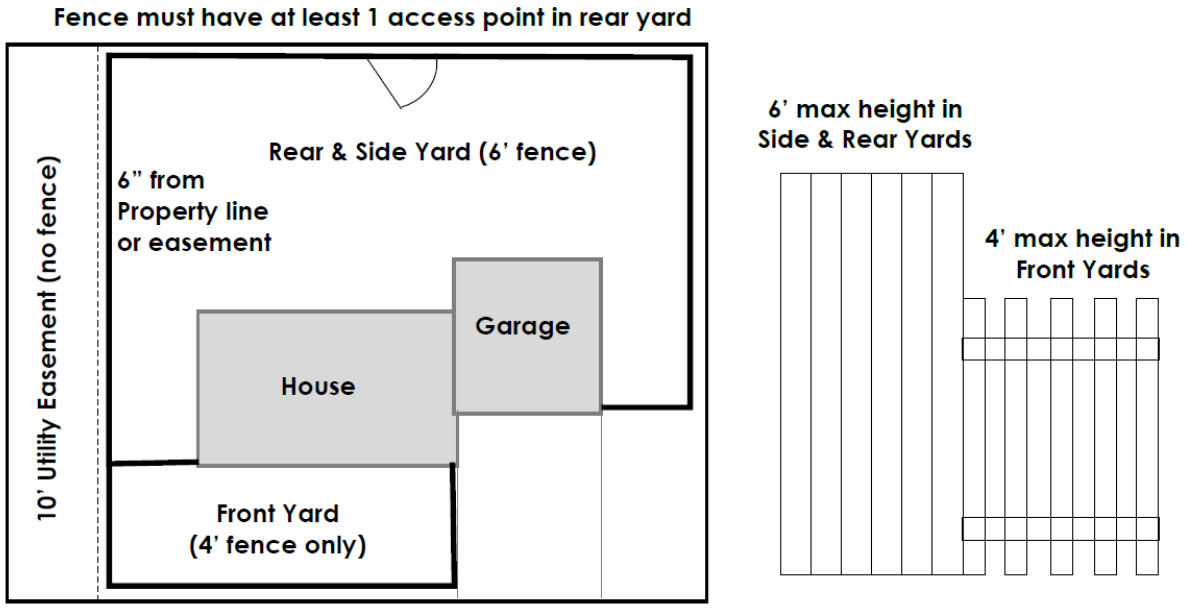 Fence must have at least 1 access point in rear yard
Rear & Side Yard (6’ fence)
6” from
Property line
or easement
10’ Utility Easement (no fence)
Garage
House
Front Yard
(4’ fence only)
6’ max height in
Side & Rear Yards
4’ max height in
Front Yards